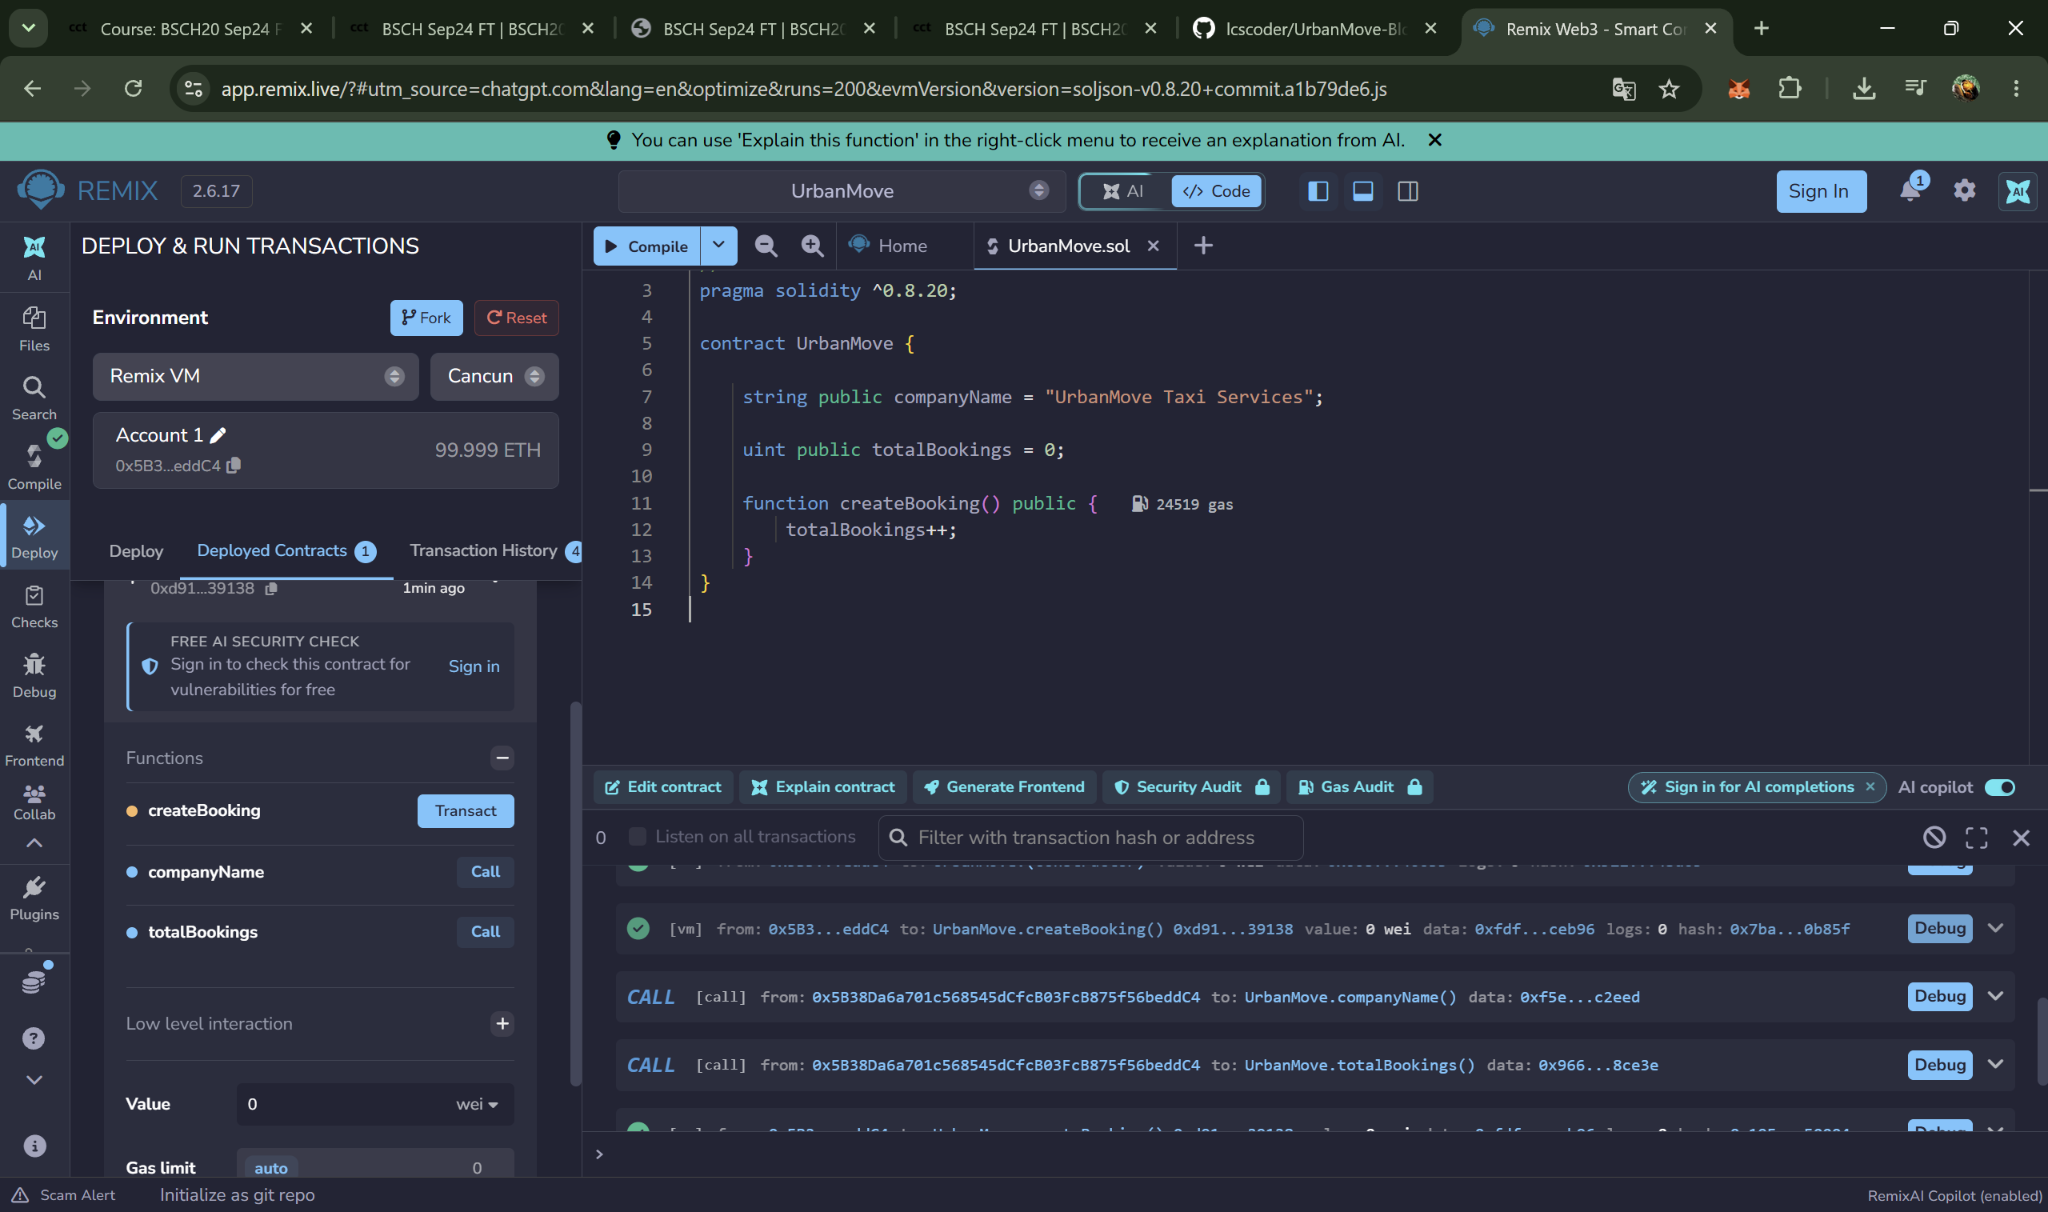 cct Course: BSCH20 Sep24 F
cct BSCH Sep24 FT | BSCH20
BSCH Sep24 FT | BSCH20
cct BSCH Sep24 FT | BSCH20
lcscoder/UrbanMove-Blo
Remix Web3 - Smart Con
app.remix.live/?#utm_source=chatgpt.com&lang=en&optimize&runs=200&evmVersion&version=soljson-v0.8.20+commit.a1b79de6.js
You can use 'Explain this function' in the right-click menu to receive an explanation from AI.
REMIX 2.6.17
UrbanMove
AI
</> Code
Sign In
1
AI
AI
Files
Search
Compile
Deploy
Checks
Debug
Frontend
Collab
Plugins
DEPLOY & RUN TRANSACTIONS
Environment
Fork
Reset
Remix VM
Cancun
Account 1
0x5B3...eddC4
99.999 ETH
Deploy
Deployed Contracts 1
Transaction History 4
0xd91...39138
1min ago
FREE AI SECURITY CHECK
Sign in to check this contract for
vulnerabilities for free
Sign in
Functions
createBooking Transact
companyName Call
totalBookings Call
Low level interaction
Value 0 wei
Gas limit auto 0
Compile
Home
UrbanMove.sol
3 pragma solidity ^0.8.20;
4
5 contract UrbanMove {
6
7 string public companyName = "UrbanMove Taxi Services";
8
9 uint public totalBookings = 0;
10
11 function createBooking() public { 24519 gas
12 totalBookings++;
13 }
14 }
15
Edit contract
Explain contract
Generate Frontend
Security Audit
Gas Audit
Sign in for AI completions ×
AI copilot
0 Listen on all transactions
Filter with transaction hash or address
[vm] from: 0x5B3...eddC4 to: UrbanMove.createBooking() 0xd91...39138 value: 0 wei data: 0xfdf...ceb96 logs: 0 hash: 0x7ba...0b85f Debug
CALL [call] from: 0x5B38Da6a701c568545dCfcB03FcB875f56beddC4 to: UrbanMove.companyName() data: 0xf5e...c2eed Debug
CALL [call] from: 0x5B38Da6a701c568545dCfcB03FcB875f56beddC4 to: UrbanMove.totalBookings() data: 0x966...8ce3e Debug
>
Scam Alert
Initialize as git repo
RemixAI Copilot (enabled)